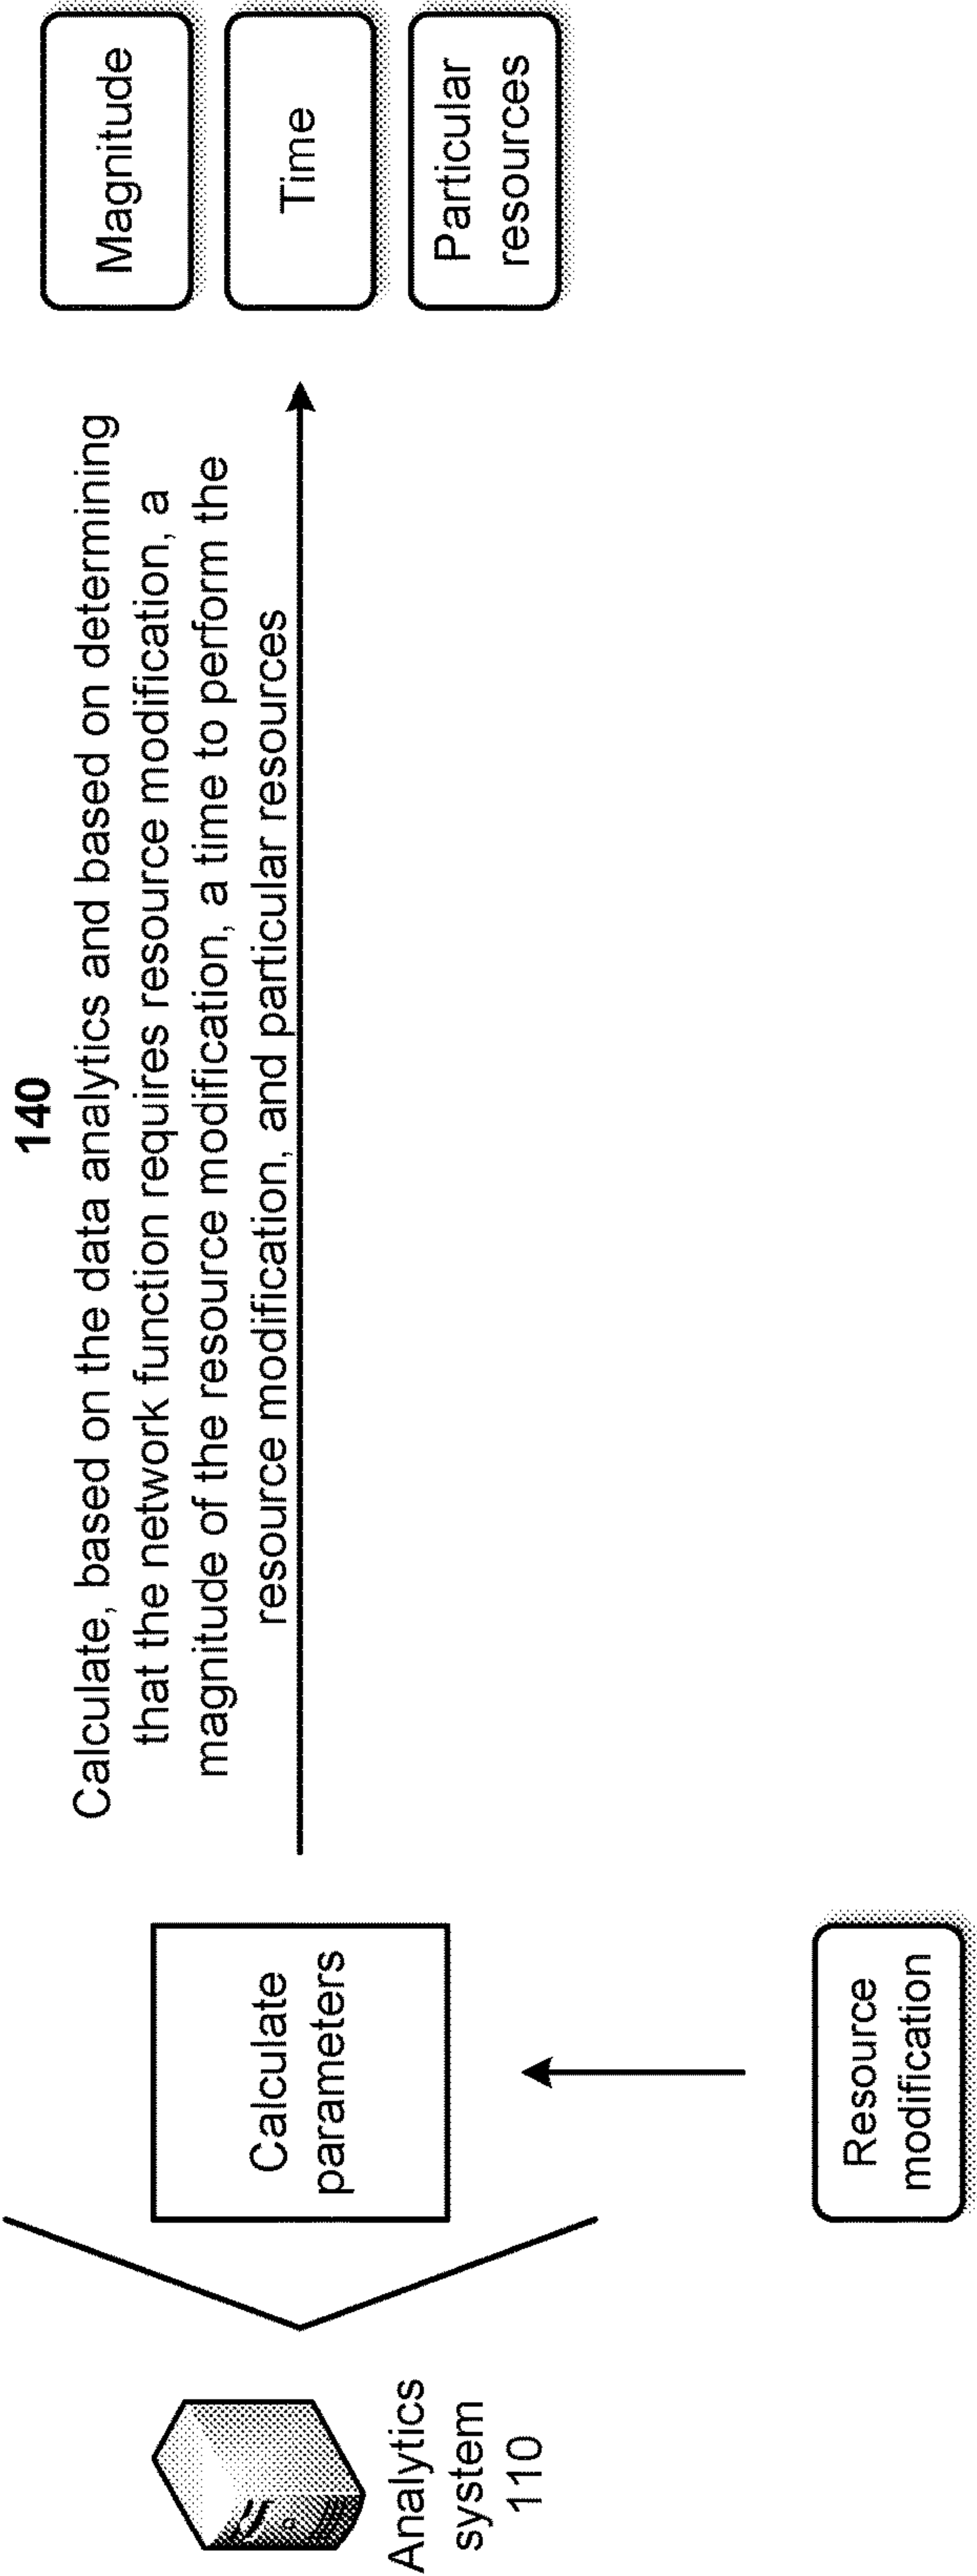 140
Calculate, based on the data analytics and based on determining
that the network function requires resource modification, a
magnitude of the resource modification, a time to perform the
resource modification, and particular resources
Analytics
system
110
Calculate
parameters
Resource
modification
Magnitude
Time
Particular
resources